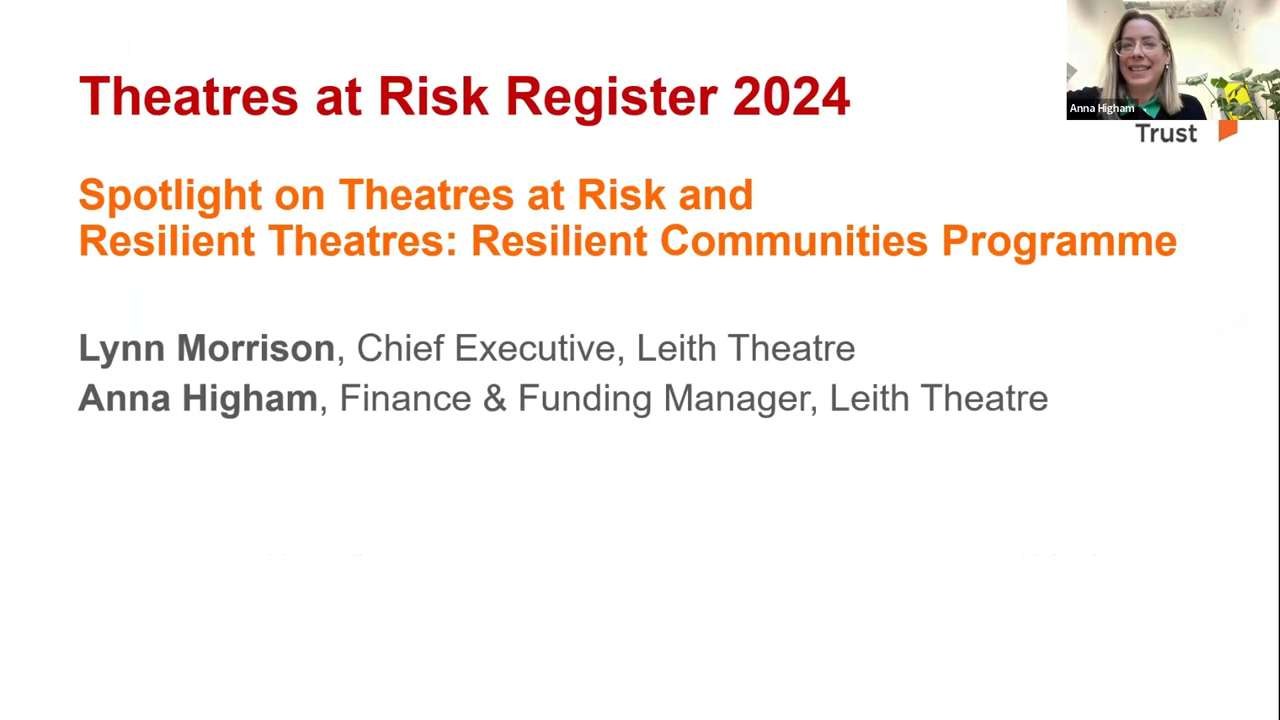 Theatres at Risk Register 2024
Anna Higham
Trust
Spotlight on Theatres at Risk and
Resilient Theatres: Resilient Communities Programme
Lynn Morrison, Chief Executive, Leith Theatre
Anna Higham, Finance & Funding Manager, Leith Theatre